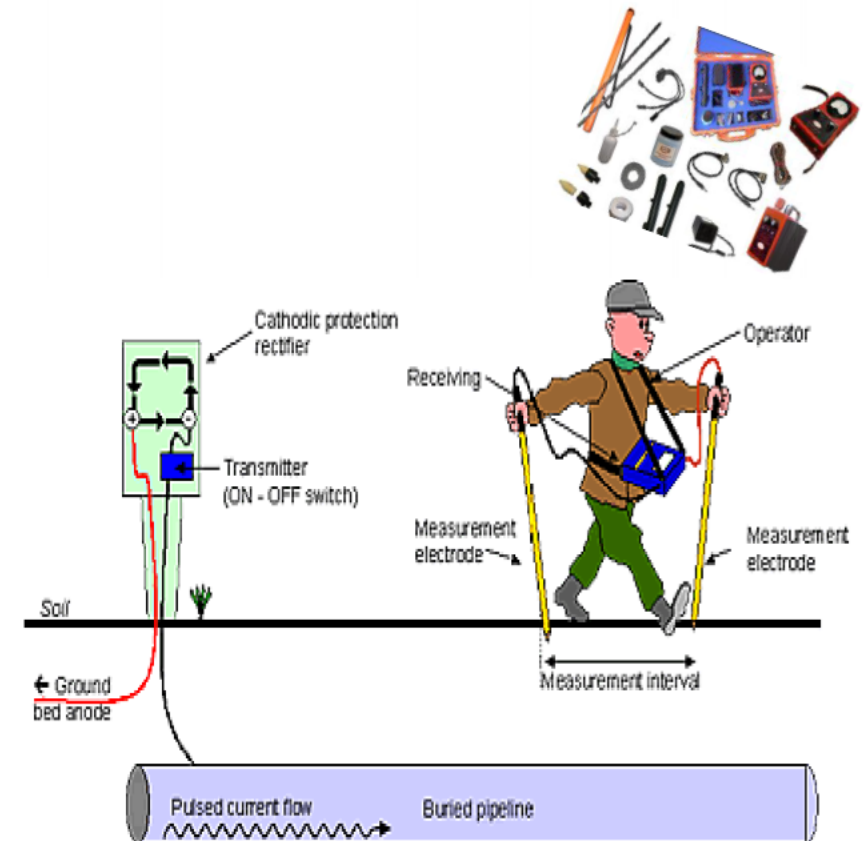 Cathodic protection
rectifier
Operator
Receiving
+
-
Transmitter
(ON - OFF switch)
Measurement
electrode
Measurement
electrode
Soil
Measurement interval
← Ground
bed anode
Pulsed current flow
Buried pipeline